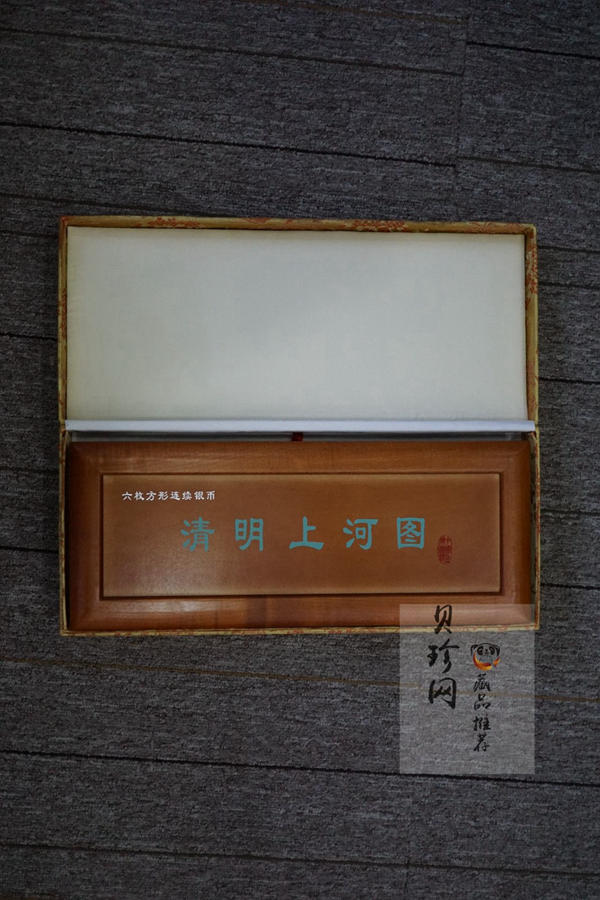 六枚方形连续银币
清明上河图
贝珍网
藏品推荐